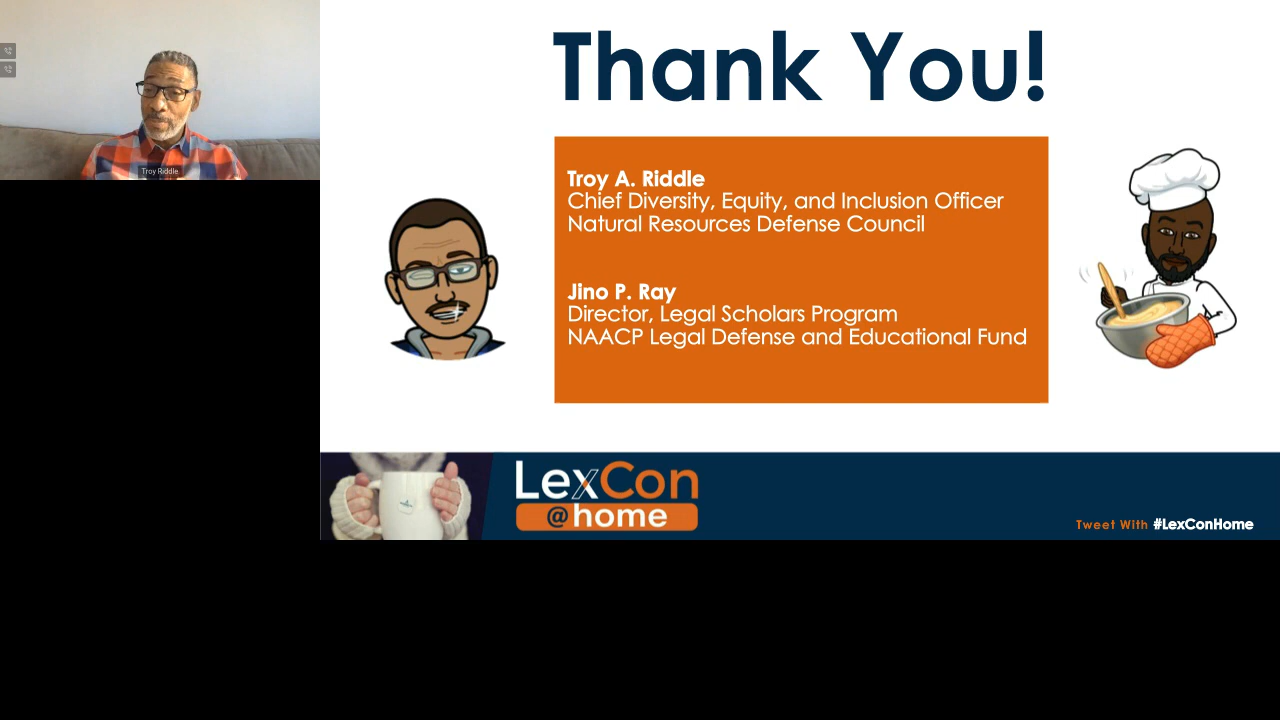 Troy Riddle
Thank You!
Troy A. Riddle
Chief Diversity, Equity, and Inclusion Officer
Natural Resources Defense Council
Jino P. Ray
Director, Legal Scholars Program
NAACP Legal Defense and Educational Fund
LexCon
@home
Tweet With #LexConHome